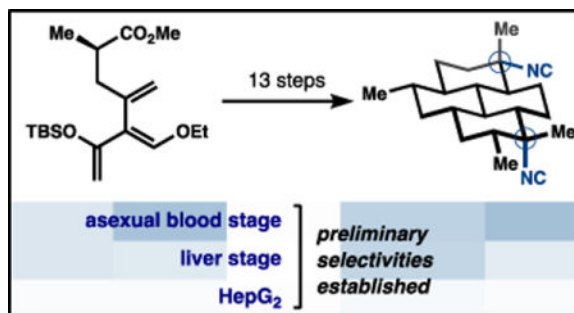 Me
CO₂Me
TBSO
OEt
13 steps
Me
NC
Me
Me
Me
NC
asexual blood stage
liver stage
HepG₂
preliminary
selectivities
established